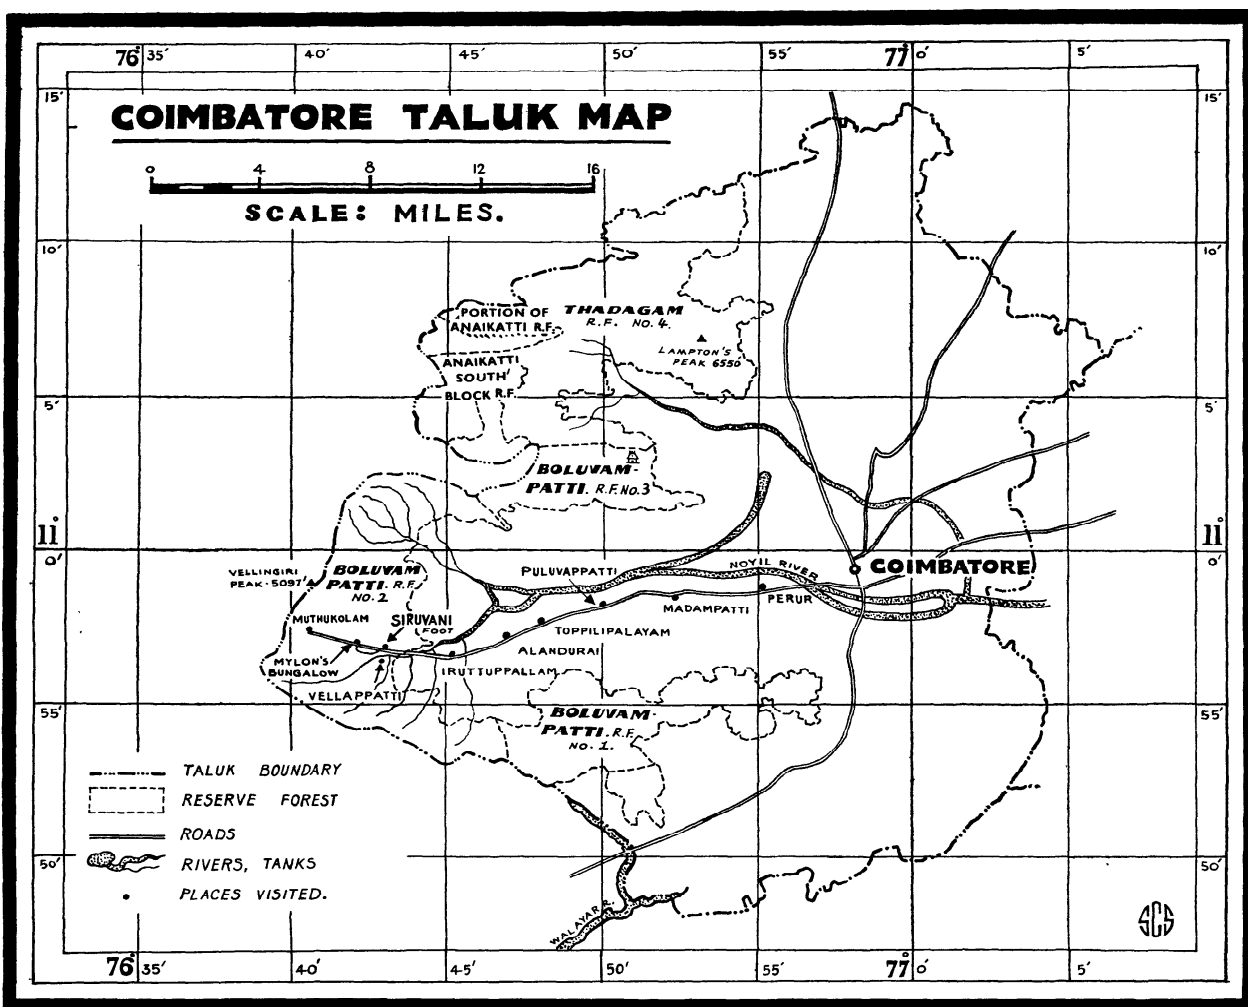 76° 35′ 40′ 45′ 50′ 55′ 77° 0′ 5′
15′ 15′
COIMBATORE TALUK MAP
0 4 8 12 16
SCALE: MILES.
10′ 10′
PORTION OF
ANAIKATTI R.F.
THADAGAM
R.F. NO. 4.
LAMPTON'S
PEAK 6550
ANAIKATTI
SOUTH
BLOCK R.F.
5′ 5′
BOLUVAM-
PATTI. R.F. No. 3
11° 0′ 11° 0′
VELLINGIRI
PEAK-5097′
BOLUVAM
PATTI. R.F.
NO. 2
PULUVAPPATTI
NOYIL RIVER
COIMBATORE
MUTHUKOLAM
SIRUVANI
FOOT
MADAMPATTI
PERUR
TOPPILIPALAYAM
ALANDURAI
MYLON'S
BUNGALOW
IRUTTUPPALLAM
VELLAPPATTI
55′ 55′
BOLUVAM-
PATTI. R.F.
NO. 1.
TALUK BOUNDARY
RESERVE FOREST
ROADS
RIVERS, TANKS
PLACES VISITED.
50′ 50′
WALAYAR R.
SCS
76° 35′ 40′ 45′ 50′ 55′ 77° 0′ 5′